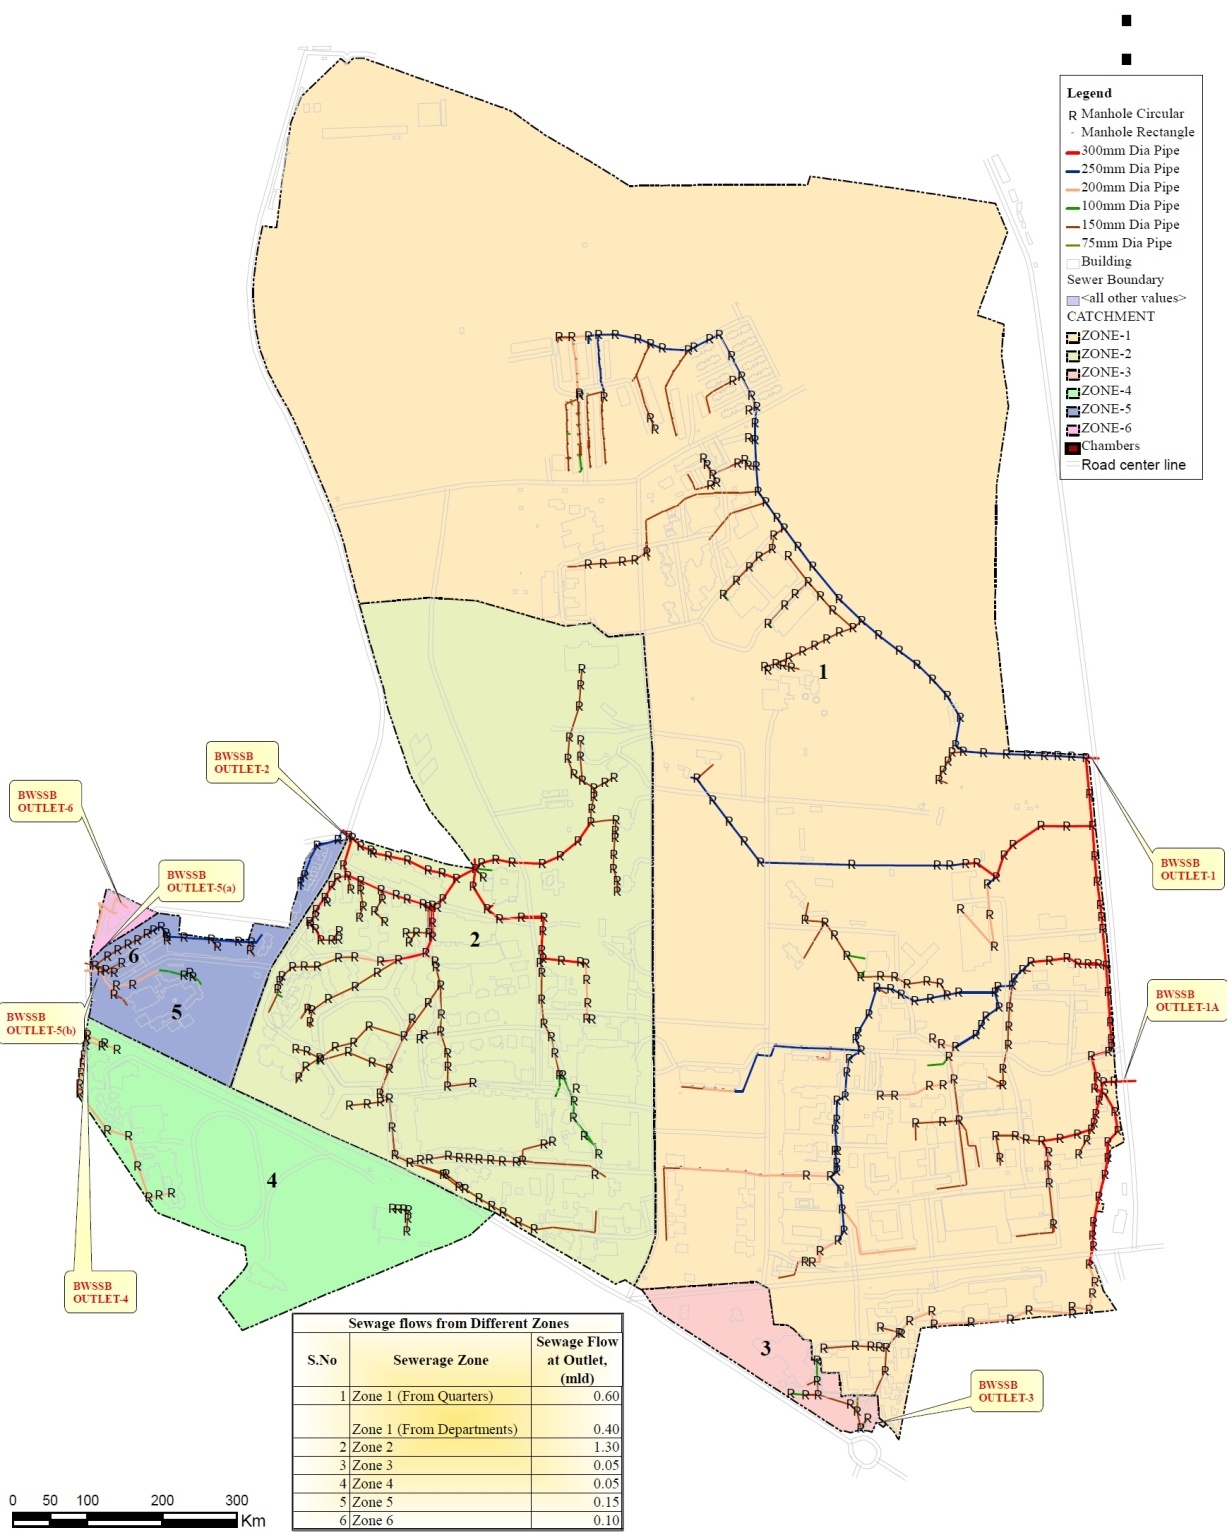 Legend
R Manhole Circular
Manhole Rectangle
300mm Dia Pipe
250mm Dia Pipe
200mm Dia Pipe
100mm Dia Pipe
150mm Dia Pipe
75mm Dia Pipe
Building
Sewer Boundary
<all other values>
CATCHMENT
ZONE-1
ZONE-2
ZONE-3
ZONE-4
ZONE-5
ZONE-6
Chambers
Road center line
1
BWSSB
OUTLET-2
BWSSB
OUTLET-6
BWSSB
OUTLET-5(a)
BWSSB
OUTLET-1
2
6
5
BWSSB
OUTLET-5(b)
BWSSB
OUTLET-1A
4
BWSSB
OUTLET-4
3
BWSSB
OUTLET-3
Sewage flows from Different Zones
S.No Sewerage Zone Sewage Flow at Outlet, (mld)
1 Zone 1 (From Quarters) 0.60
Zone 1 (From Departments) 0.40
2 Zone 2 1.30
3 Zone 3 0.05
4 Zone 4 0.05
5 Zone 5 0.15
6 Zone 6 0.10
0 50 100 200 300
Km